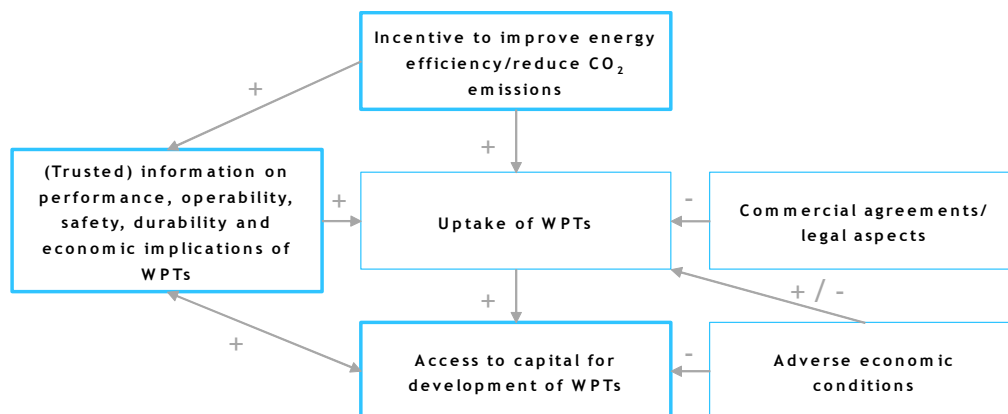 Incentive to improve energy
efficiency/reduce CO₂
emissions
+
+
(Trusted) information on
performance, operability,
safety, durability and
economic implications of
WPTs
+
Uptake of WPTs
-
Commercial agreements/
legal aspects
+ / -
+
+
Access to capital for
development of WPTs
-
Adverse economic
conditions